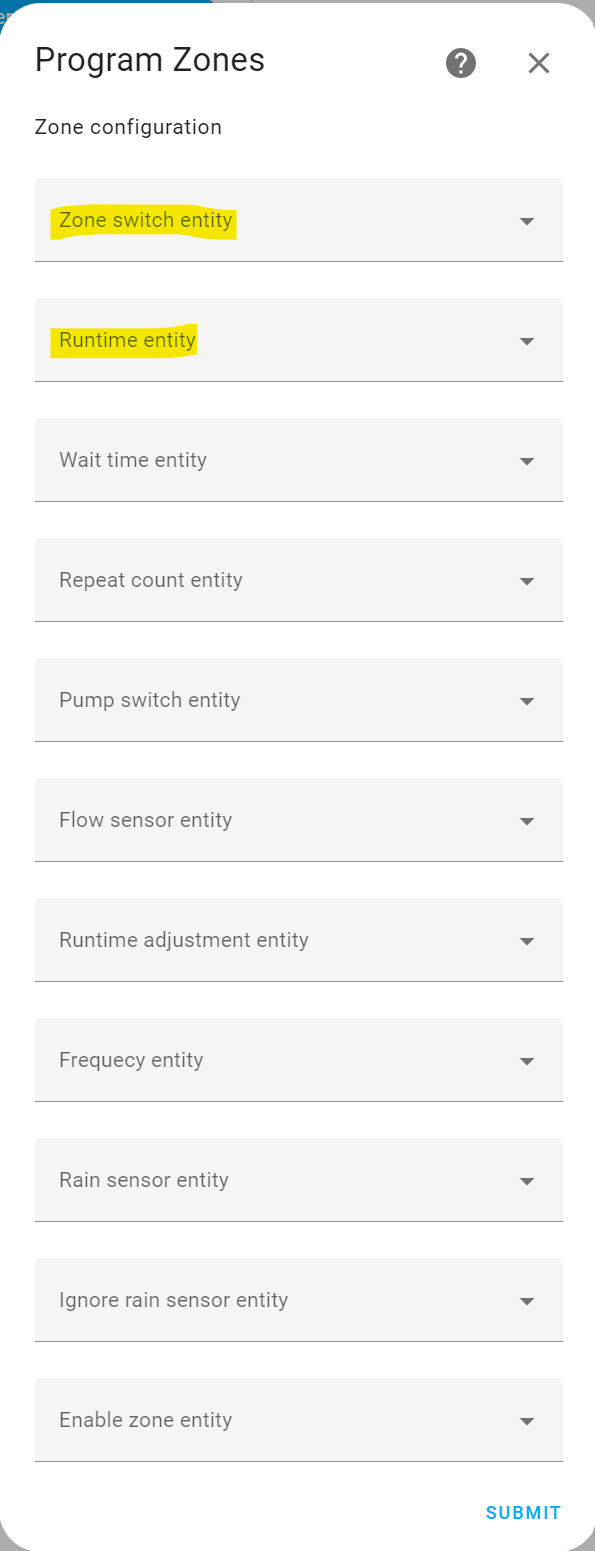 Program Zones
Zone configuration
Zone switch entity
Runtime entity
Wait time entity
Repeat count entity
Pump switch entity
Flow sensor entity
Runtime adjustment entity
Frequecy entity
Rain sensor entity
Ignore rain sensor entity
Enable zone entity
SUBMIT